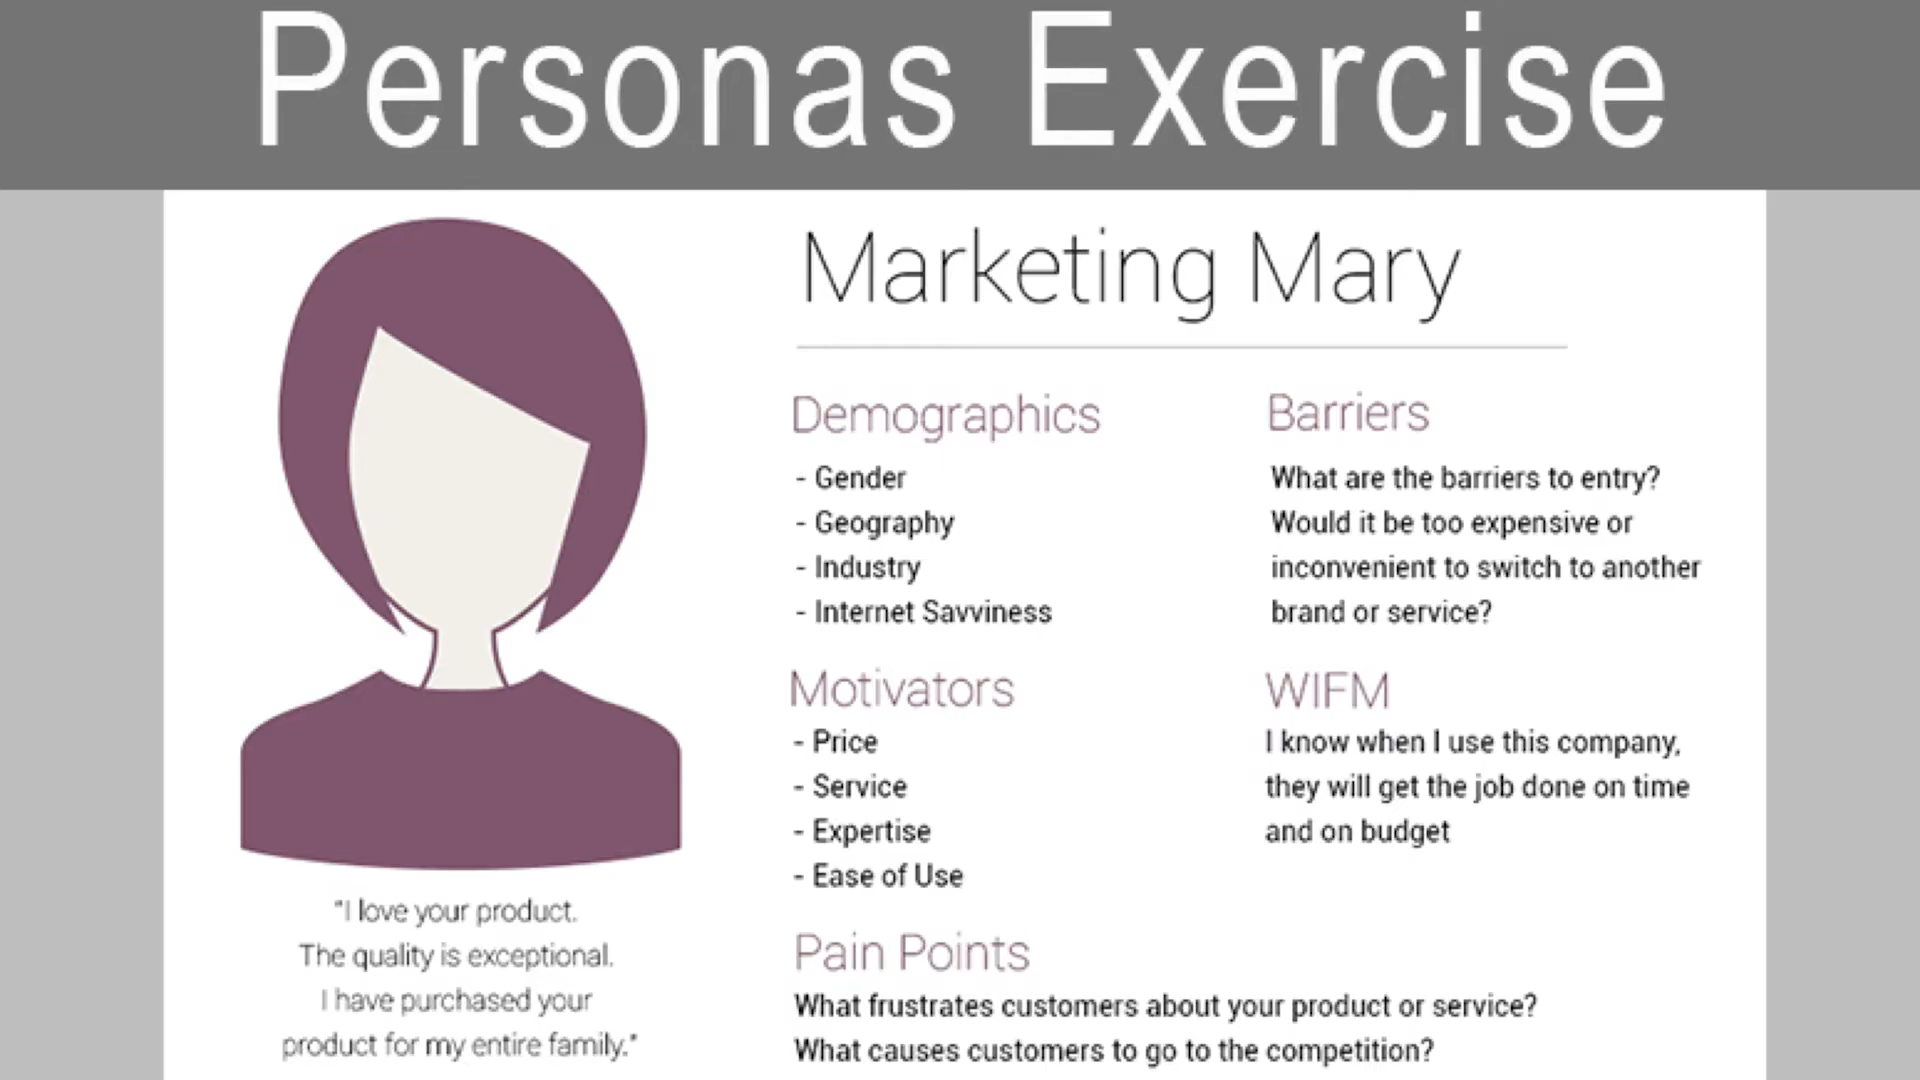 Personas Exercise
Marketing Mary
Demographics
- Gender
- Geography
- Industry
- Internet Savviness
Barriers
What are the barriers to entry?
Would it be too expensive or
inconvenient to switch to another
brand or service?
Motivators
- Price
- Service
- Expertise
- Ease of Use
WIFM
I know when I use this company,
they will get the job done on time
and on budget
Pain Points
What frustrates customers about your product or service?
What causes customers to go to the competition?
"I love your product.
The quality is exceptional.
I have purchased your
product for my entire family."